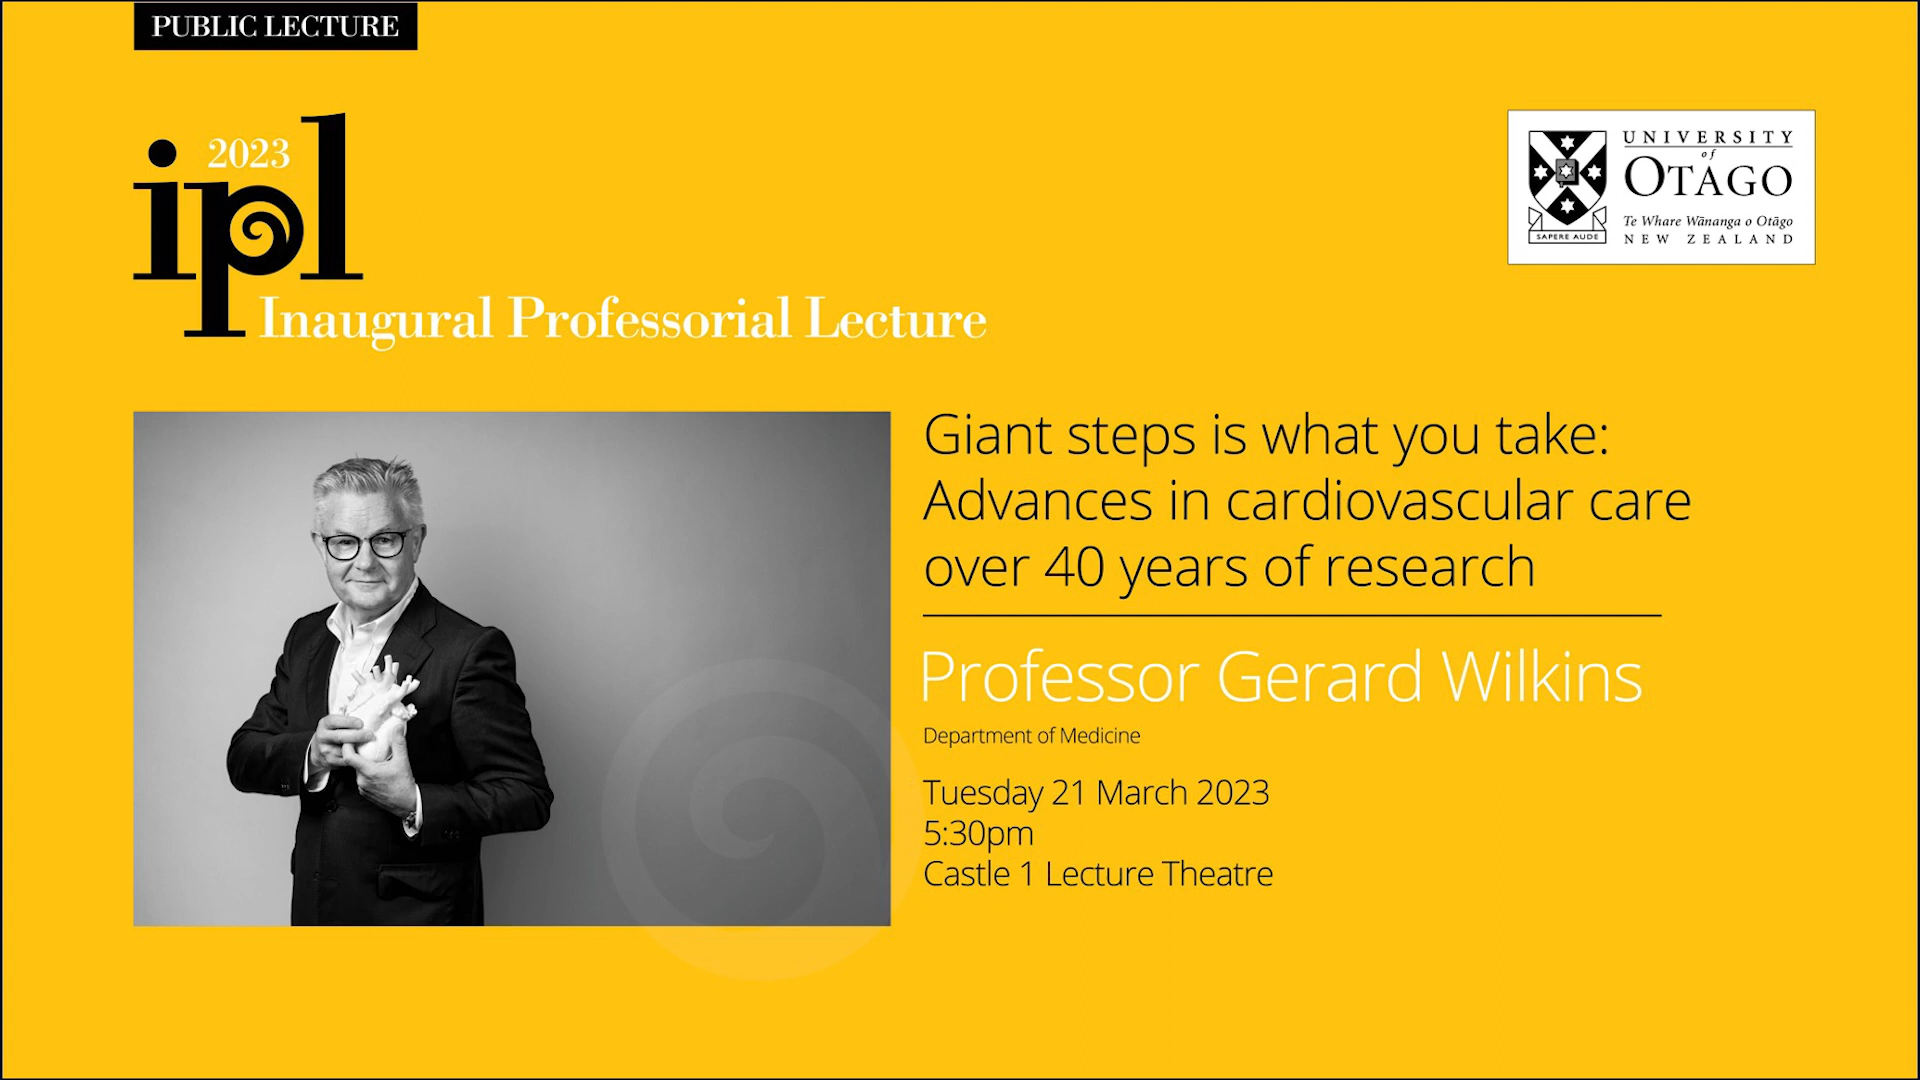 PUBLIC LECTURE
2023
ipl
Inaugural Professorial Lecture
UNIVERSITY
of
OTAGO
Te Whare Wānanga o Otāgo
NEW ZEALAND
SAPERE AUDE
Giant steps is what you take:
Advances in cardiovascular care
over 40 years of research
Professor Gerard Wilkins
Department of Medicine
Tuesday 21 March 2023
5:30pm
Castle 1 Lecture Theatre